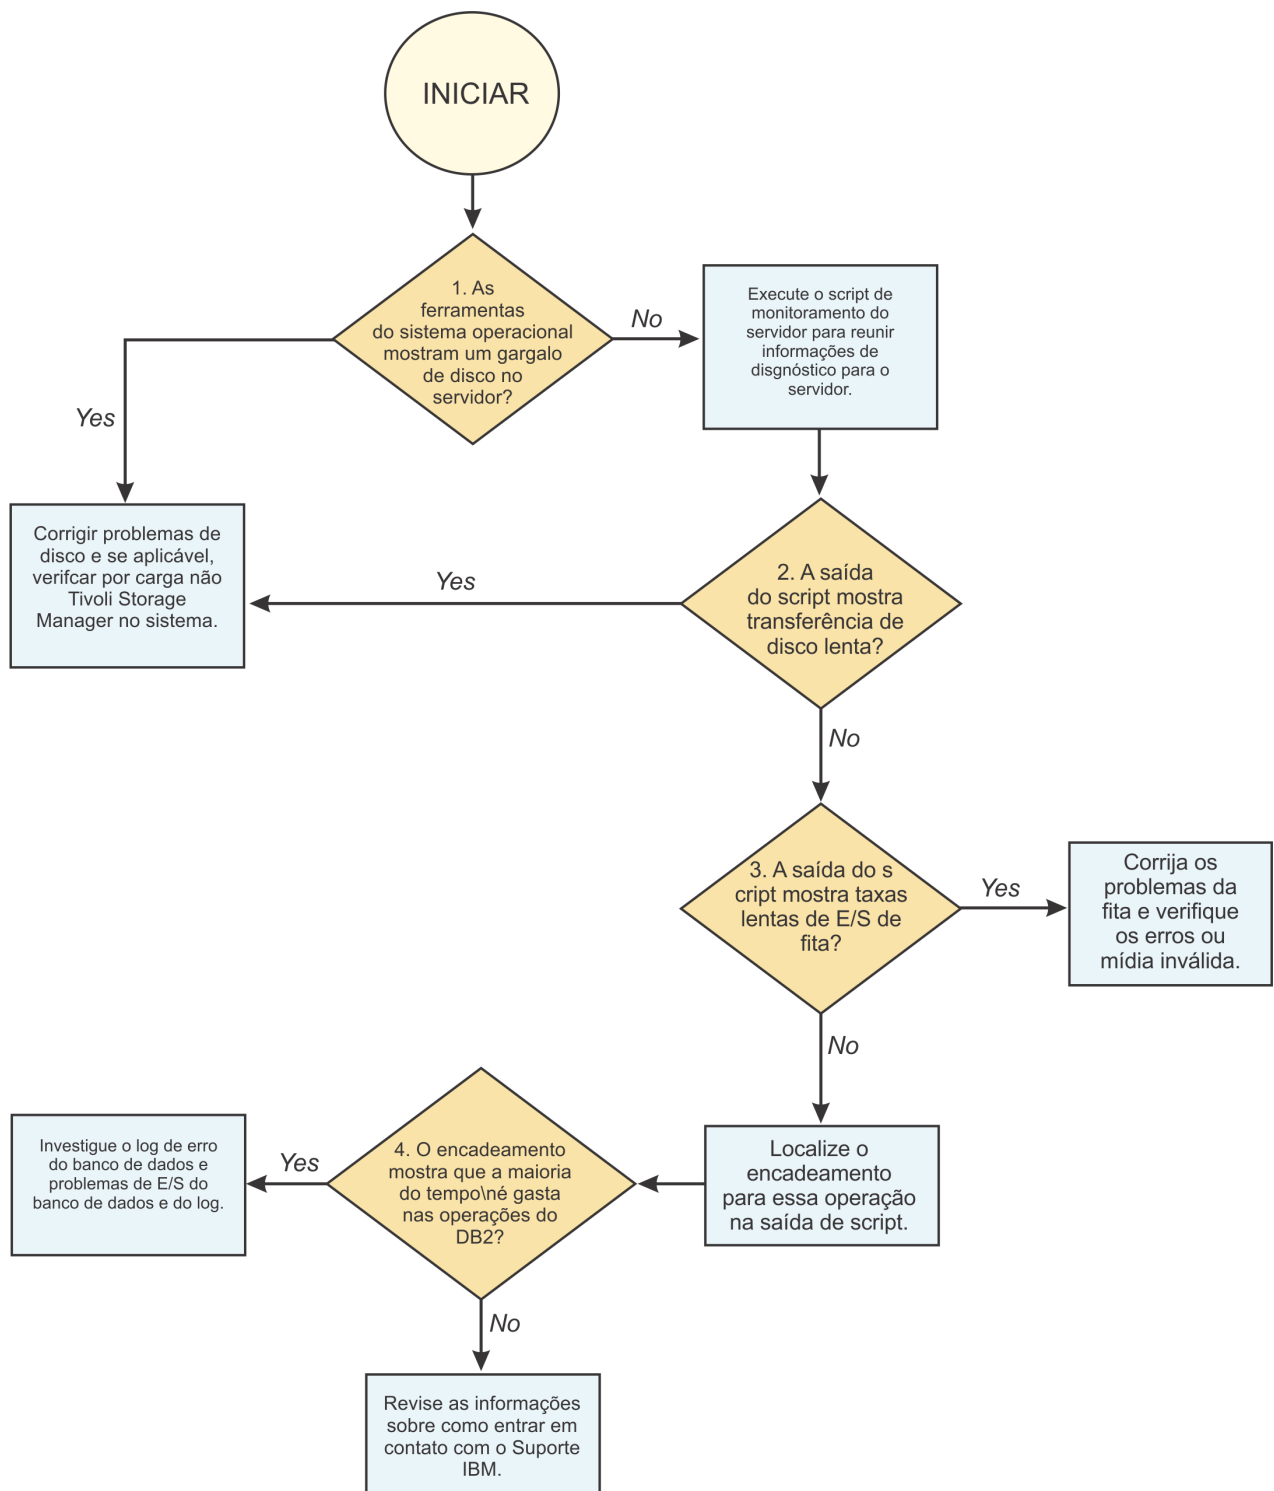 INICIAR
1. As
ferramentas
do sistema operacional
mostram um gargalo
de disco no
servidor?
No
Execute o script de
monitoramento do
servidor para reunir
informações de
disgnóstico para o
servidor.
Yes
Corrigir problemas de
disco e se aplicável,
verifcar por carga não
Tivoli Storage
Manager no sistema.
Yes
2. A saída
do script mostra
transferência de
disco lenta?
No
3. A saída do s
cript mostra taxas
lentas de E/S de
fita?
Yes
Corrija os
problemas da
fita e verifique
os erros ou
mídia inválida.
No
Localize o
encadeamento
para essa operação
na saída de script.
4. O encadeamento
mostra que a maioria
do tempo\né gasta
nas operações do
DB2?
Yes
Investigue o log de erro
do banco de dados e
problemas de E/S do
banco de dados e do log.
No
Revise as informações
sobre como entrar em
contato com o Suporte
IBM.